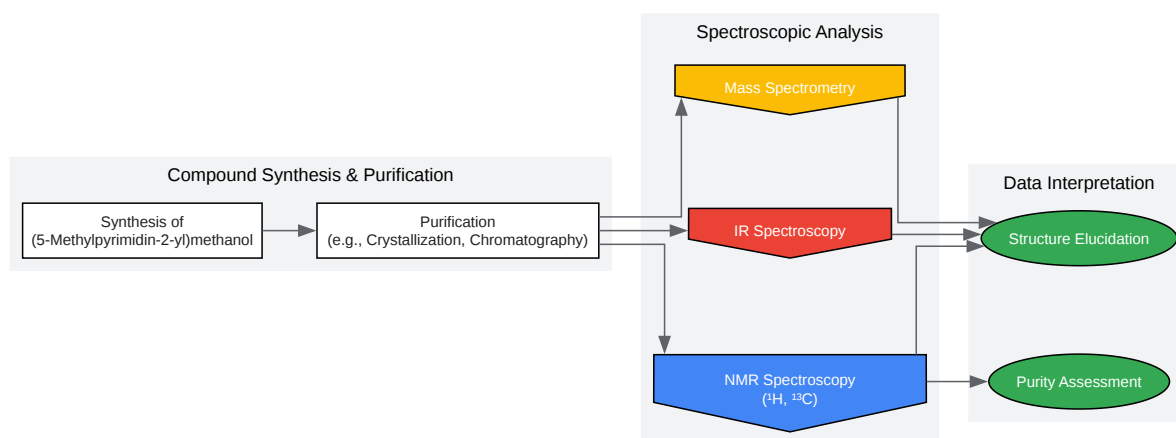 Compound Synthesis & Purification
Synthesis of
(5-Methylpyrimidin-2-yl)methanol
Purification
(e.g., Crystallization, Chromatography)
Spectroscopic Analysis
Mass Spectrometry
IR Spectroscopy
NMR Spectroscopy
(¹H, ¹³C)
Data Interpretation
Structure Elucidation
Purity Assessment